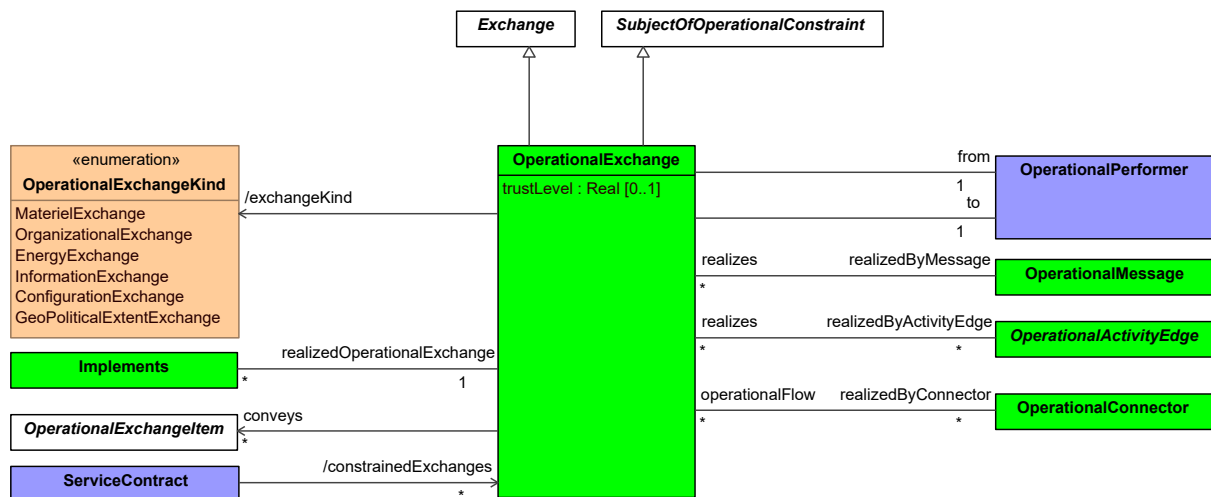 Exchange
SubjectOfOperationalConstraint
«enumeration»
OperationalExchangeKind
MaterielExchange
OrganizationalExchange
EnergyExchange
InformationExchange
ConfigurationExchange
GeoPoliticalExtentExchange
/exchangeKind
OperationalExchange
trustLevel : Real [0..1]
from
1
to
1
OperationalPerformer
realizes
*
realizedByMessage
OperationalMessage
realizes
*
realizedByActivityEdge
*
OperationalActivityEdge
operationalFlow
*
realizedByConnector
*
OperationalConnector
Implements
*
realizedOperationalExchange
1
OperationalExchangeItem
conveys
*
ServiceContract
/constrainedExchanges
*